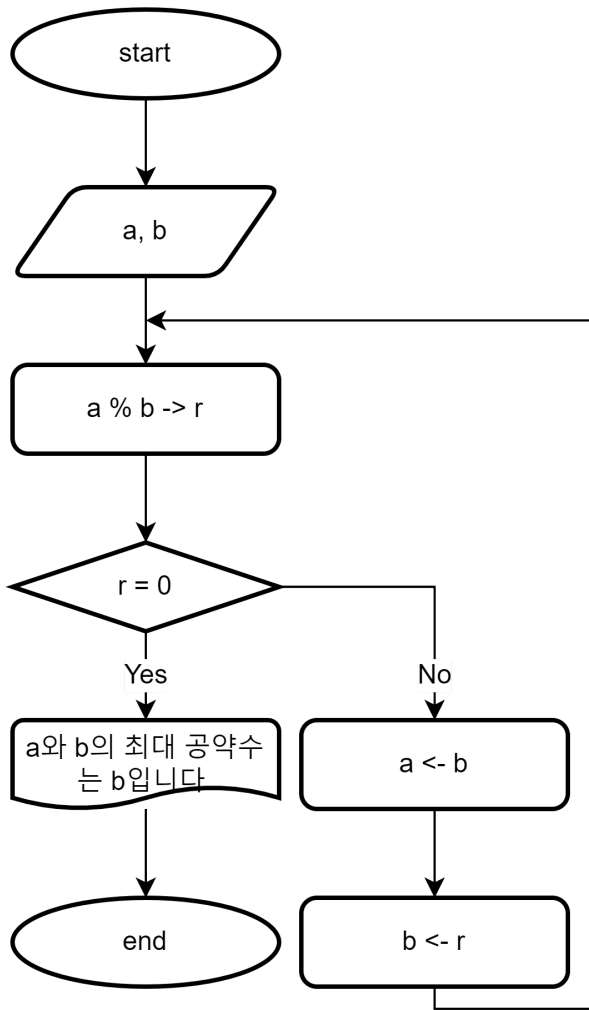 start
a, b
a % b -> r
r = 0
Yes
No
a와 b의 최대 공약수
는 b입니다
a <- b
end
b <- r